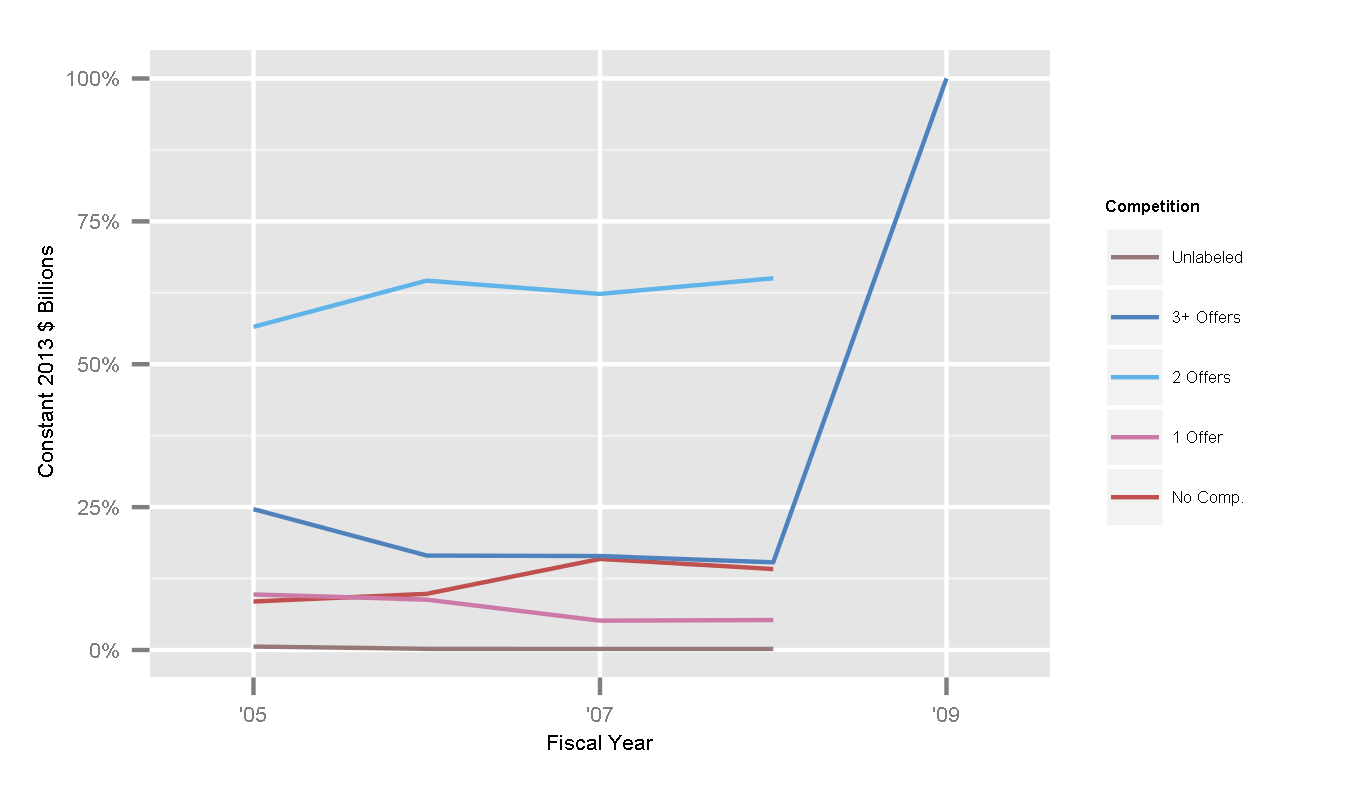 100%
75%
50%
25%
0%
Constant 2013 $ Billions
'05
'07
'09
Fiscal Year
Competition
Unlabeled
3+ Offers
2 Offers
1 Offer
No Comp.